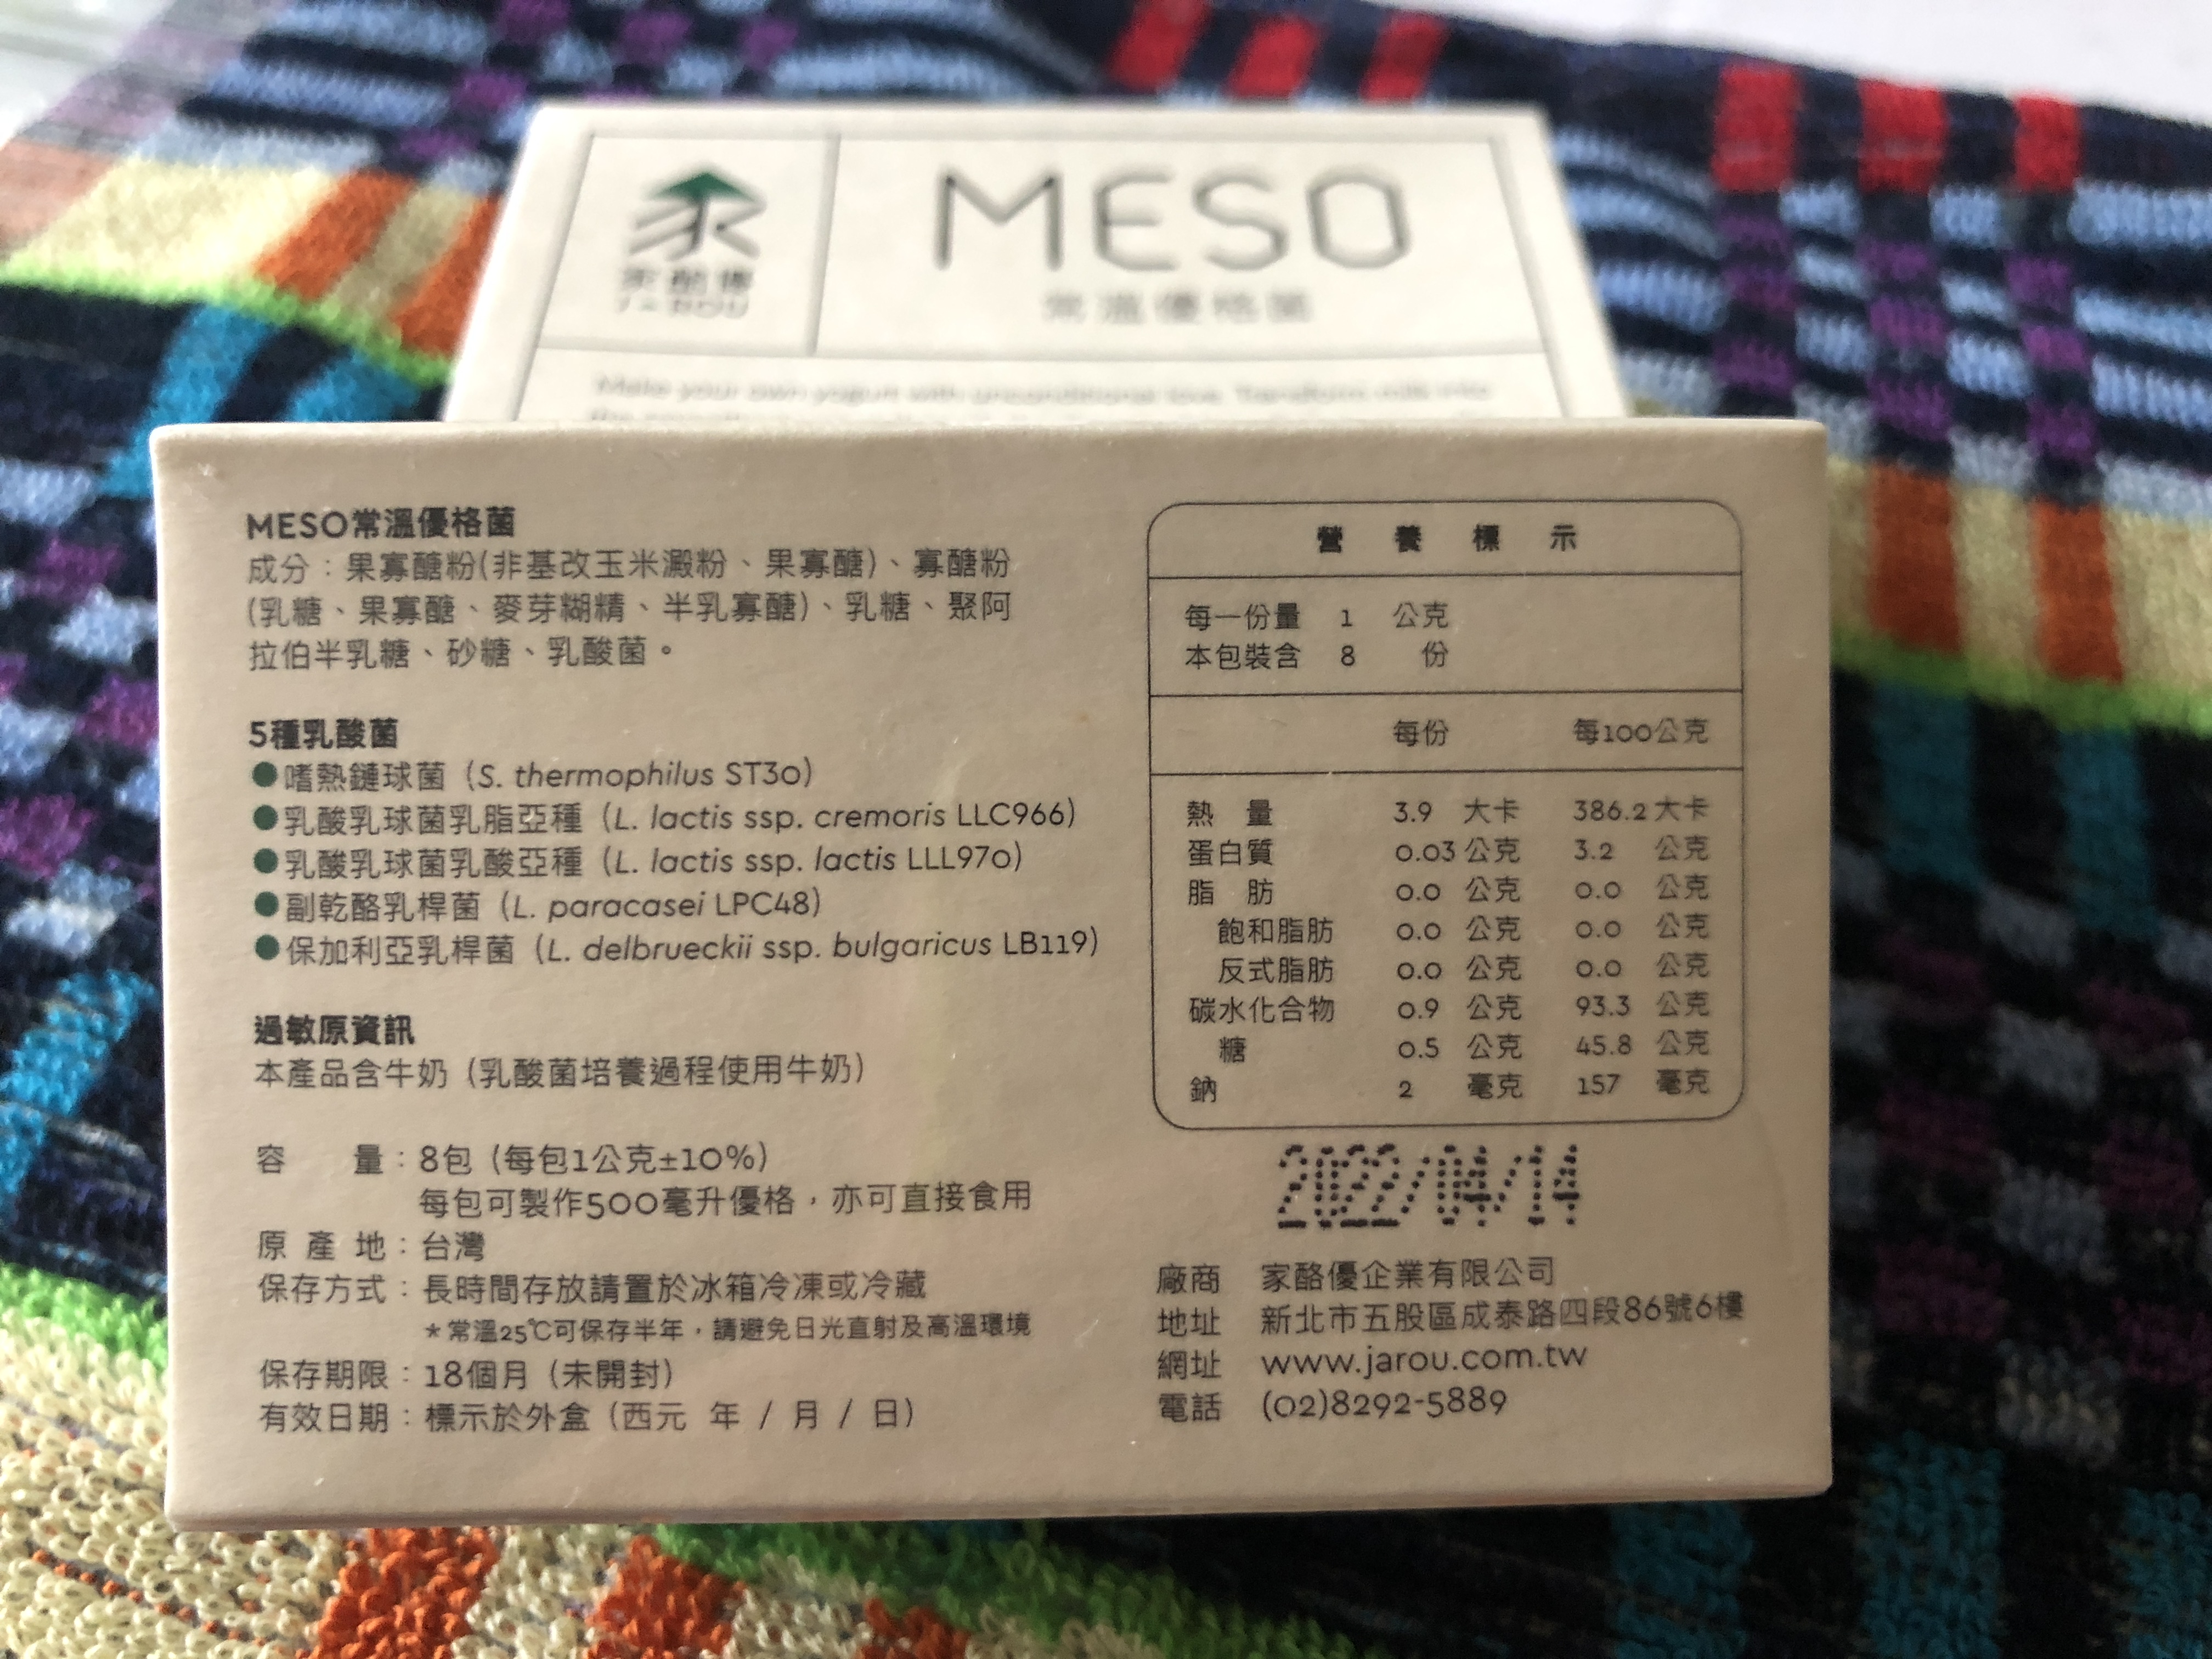 家酪優
JAROU
MESO
常溫優格菌
Make your own yogurt with unconditional love. Transform milk into
MESO常溫優格菌
成分：果寡醣粉(非基改玉米澱粉、果寡醣)、寡醣粉
(乳糖、果寡醣、麥芽糊精、半乳寡醣)、乳糖、聚阿
拉伯半乳糖、砂糖、乳酸菌。
5種乳酸菌
●嗜熱鏈球菌（S. thermophilus ST30）
●乳酸乳球菌乳脂亞種（L. lactis ssp. cremoris LLC966）
●乳酸乳球菌乳酸亞種（L. lactis ssp. lactis LLL970）
●副乾酪乳桿菌（L. paracasei LPC48）
●保加利亞乳桿菌（L. delbrueckii ssp. bulgaricus LB119）
過敏原資訊
本產品含牛奶（乳酸菌培養過程使用牛奶）
容 量：8包（每包1公克±10%）
每包可製作500毫升優格，亦可直接食用
原 產 地：台灣
保存方式：長時間存放請置於冰箱冷凍或冷藏
＊常溫25℃可保存半年，請避免日光直射及高溫環境
保存期限：18個月（未開封）
有效日期：標示於外盒（西元 年 / 月 / 日）
營 養 標 示
每一份量 1 公克
本包裝含 8 份
每份 每100公克
熱 量 3.9 大卡 386.2 大卡
蛋白質 0.03 公克 3.2 公克
脂 肪 0.0 公克 0.0 公克
飽和脂肪 0.0 公克 0.0 公克
反式脂肪 0.0 公克 0.0 公克
碳水化合物 0.9 公克 93.3 公克
糖 0.5 公克 45.8 公克
鈉 2 毫克 157 毫克
2022/04/14
廠商 家酪優企業有限公司
地址 新北市五股區成泰路四段86號6樓
網址 www.jarou.com.tw
電話 (02)8292-5889